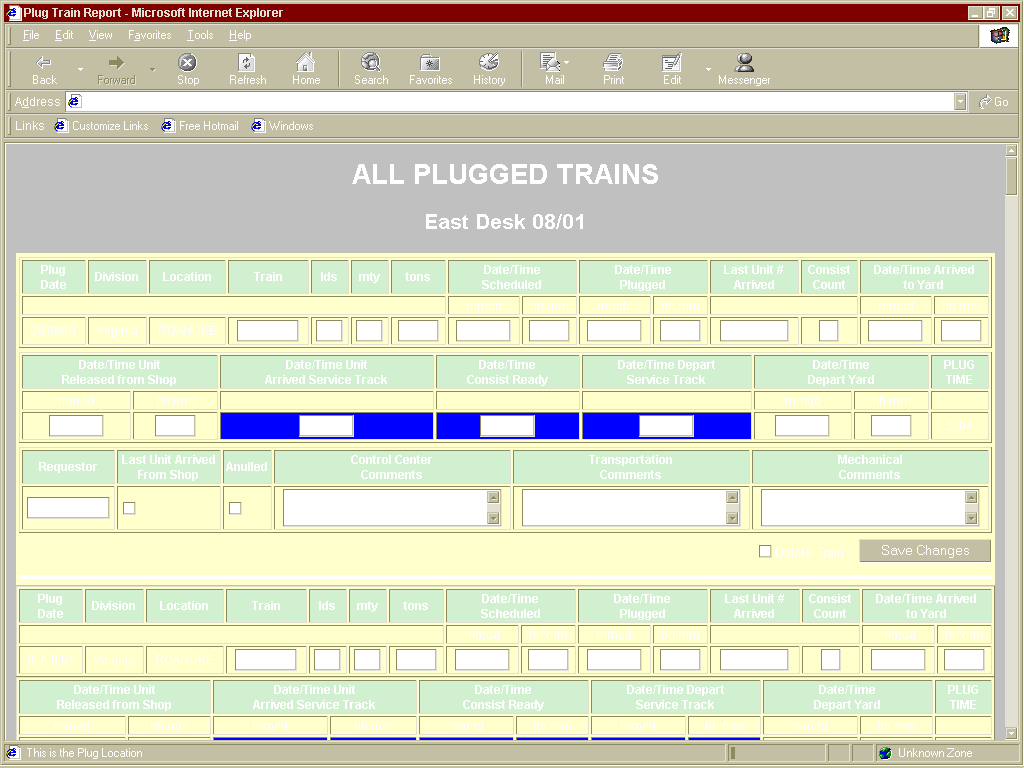 Plug Train Report - Microsoft Internet Explorer
File Edit View Favorites Tools Help
Back Forward Stop Refresh Home Search Favorites History Mail Print Edit Messenger
Address Go
Links Customize Links Free Hotmail Windows
ALL PLUGGED TRAINS
East Desk 08/01
Plug Date Division Location Train lds mty tons Date/Time Scheduled Date/Time Plugged Last Unit # Arrived Consist Count Date/Time Arrived to Yard
Date/Time Unit Released from Shop Date/Time Unit Arrived Service Track Date/Time Consist Ready Date/Time Depart Service Track Date/Time Depart Yard PLUG TIME
Requestor Last Unit Arrived From Shop Anulled Control Center Comments Transportation Comments Mechanical Comments
Save Changes
Plug Date Division Location Train lds mty tons Date/Time Scheduled Date/Time Plugged Last Unit # Arrived Consist Count Date/Time Arrived to Yard
Date/Time Unit Released from Shop Date/Time Unit Arrived Service Track Date/Time Consist Ready Date/Time Depart Service Track Date/Time Depart Yard PLUG TIME
This is the Plug Location Unknown Zone